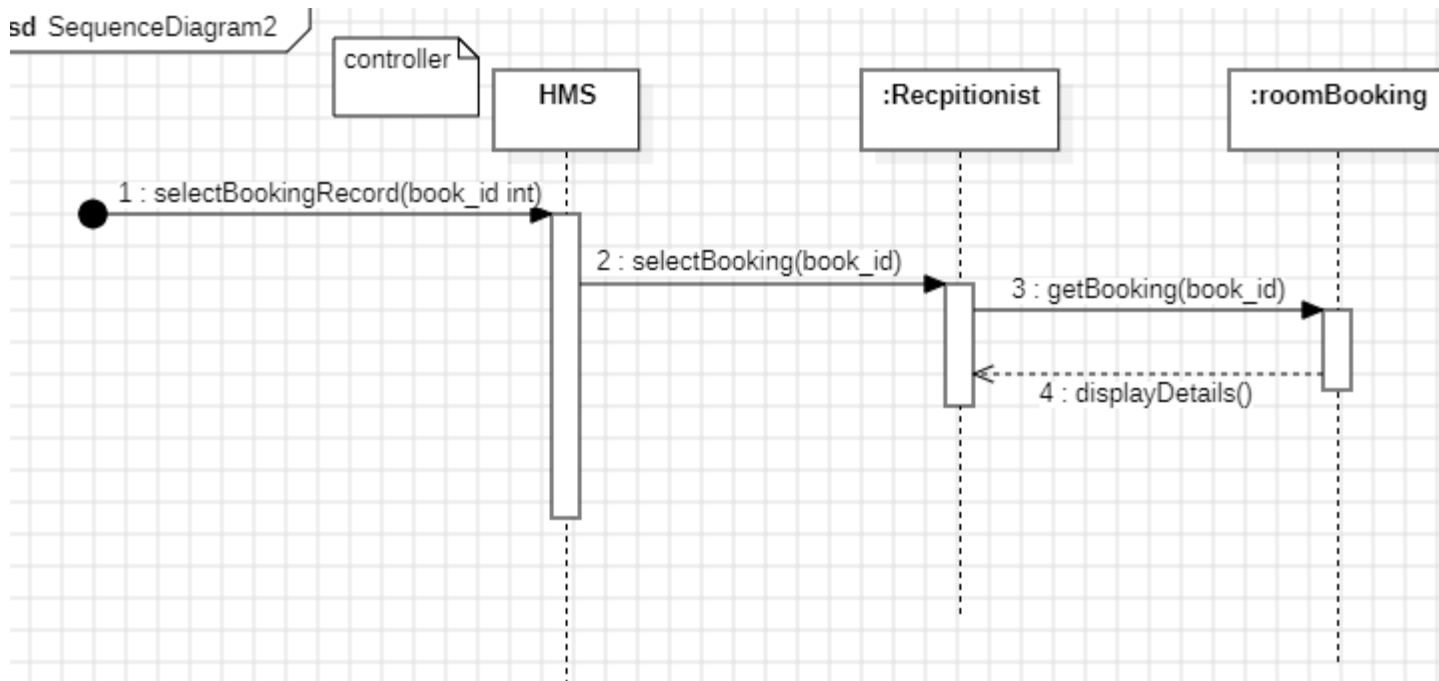 sd SequenceDiagram2
controller
HMS
:Recpitionist
:roomBooking
1 : selectBookingRecord(book_id int)
2 : selectBooking(book_id)
3 : getBooking(book_id)
4 : displayDetails()